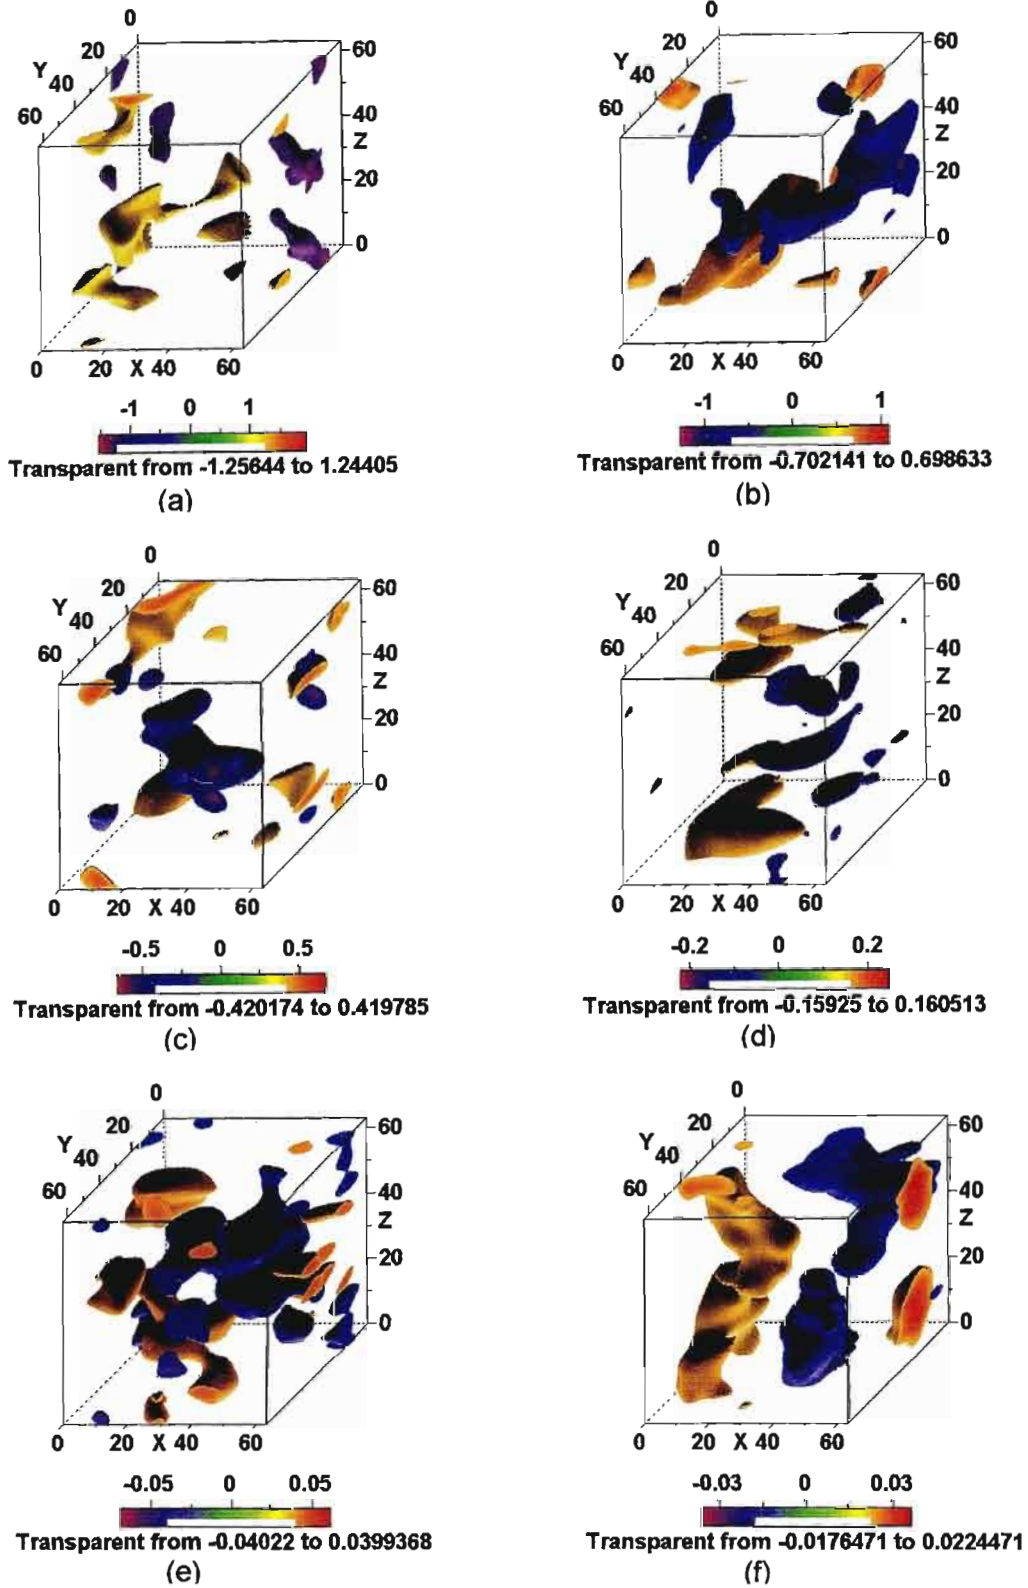 0
20
Y 40
60
60
40
Z
20
0
0 20 X 40 60
-1 0 1
Transparent from -1.25644 to 1.24405
(a)
0
20
Y 40
60
60
40
Z
20
0
0 20 X 40 60
-1 0 1
Transparent from -0.702141 to 0.698633
(b)
0
20
Y 40
60
60
40
Z
20
0
0 20 X 40 60
-0.5 0 0.5
Transparent from -0.420174 to 0.419785
(c)
0
20
Y 40
60
60
40
Z
20
0
0 20 X 40 60
-0.2 0 0.2
Transparent from -0.15925 to 0.160513
(d)
0
20
Y 40
60
60
40
Z
20
0
0 20 X 40 60
-0.05 0 0.05
Transparent from -0.04022 to 0.0399368
(e)
0
20
Y 40
60
60
40
Z
20
0
0 20 X 40 60
-0.03 0 0.03
Transparent from -0.0176471 to 0.0224471
(f)